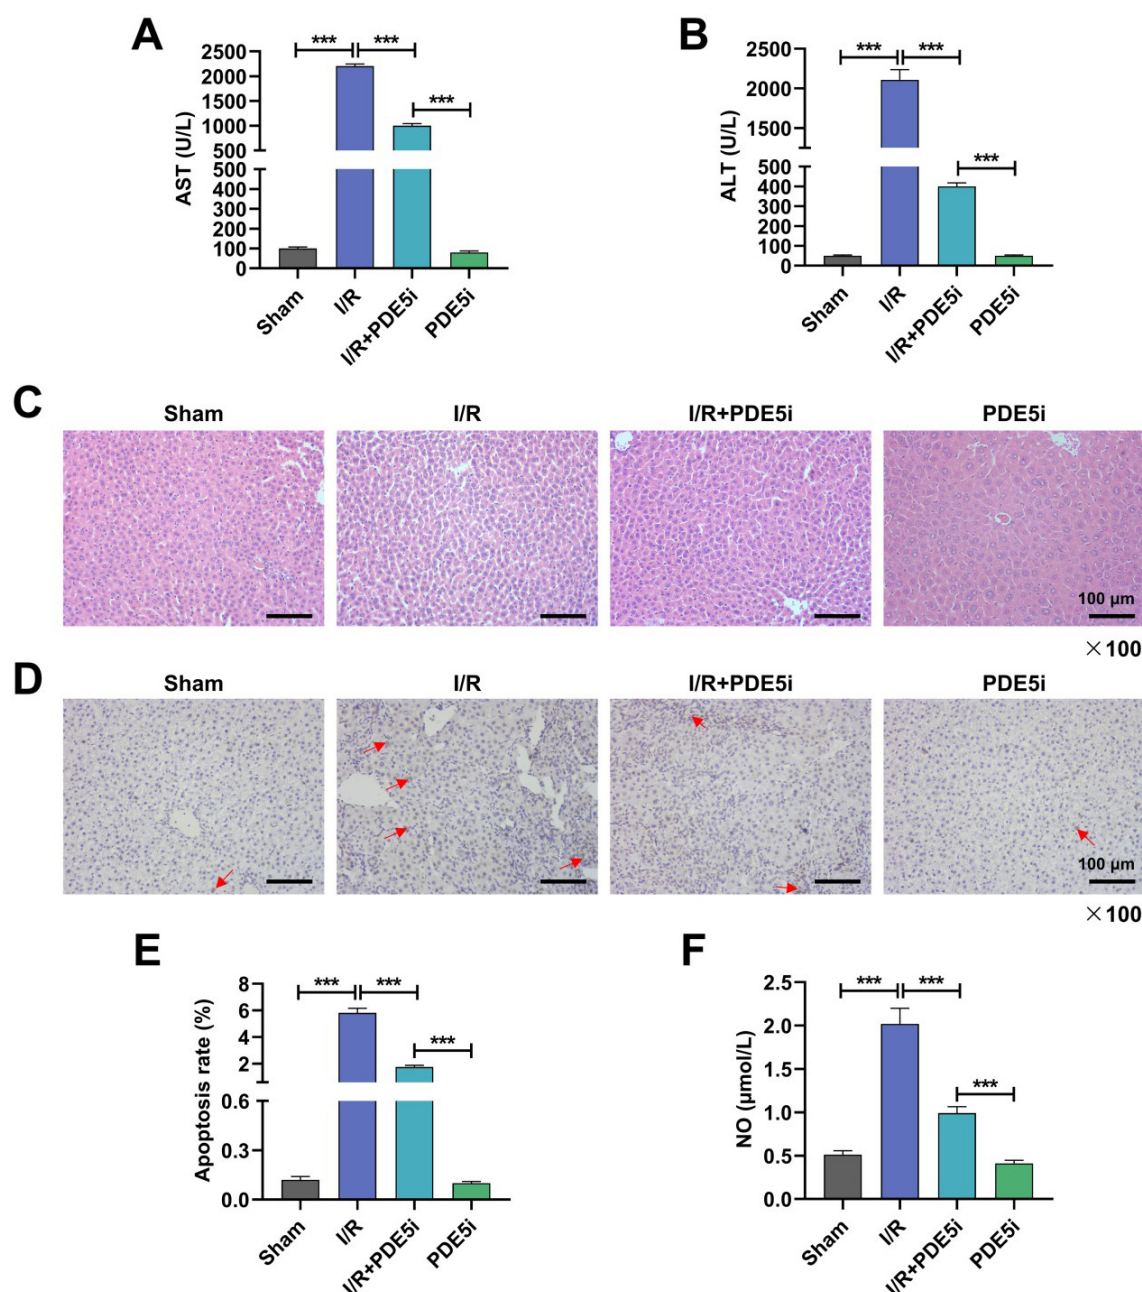 A
B
AST (U/L)
2500
2000
1500
1000
500
500
400
300
200
100
0
***
***
***
Sham
I/R
I/R+PDE5i
PDE5i
ALT (U/L)
2500
2000
1500
500
400
300
200
100
0
***
***
***
Sham
I/R
I/R+PDE5i
PDE5i
C
Sham
I/R
I/R+PDE5i
PDE5i
100 µm
×100
D
Sham
I/R
I/R+PDE5i
PDE5i
100 µm
×100
E
F
Apoptosis rate (%)
8
6
4
2
0.6
0.3
0.0
***
***
***
Sham
I/R
I/R+PDE5i
PDE5i
NO (µmol/L)
2.5
2.0
1.5
1.0
0.5
0.0
***
***
***
Sham
I/R
I/R+PDE5i
PDE5i